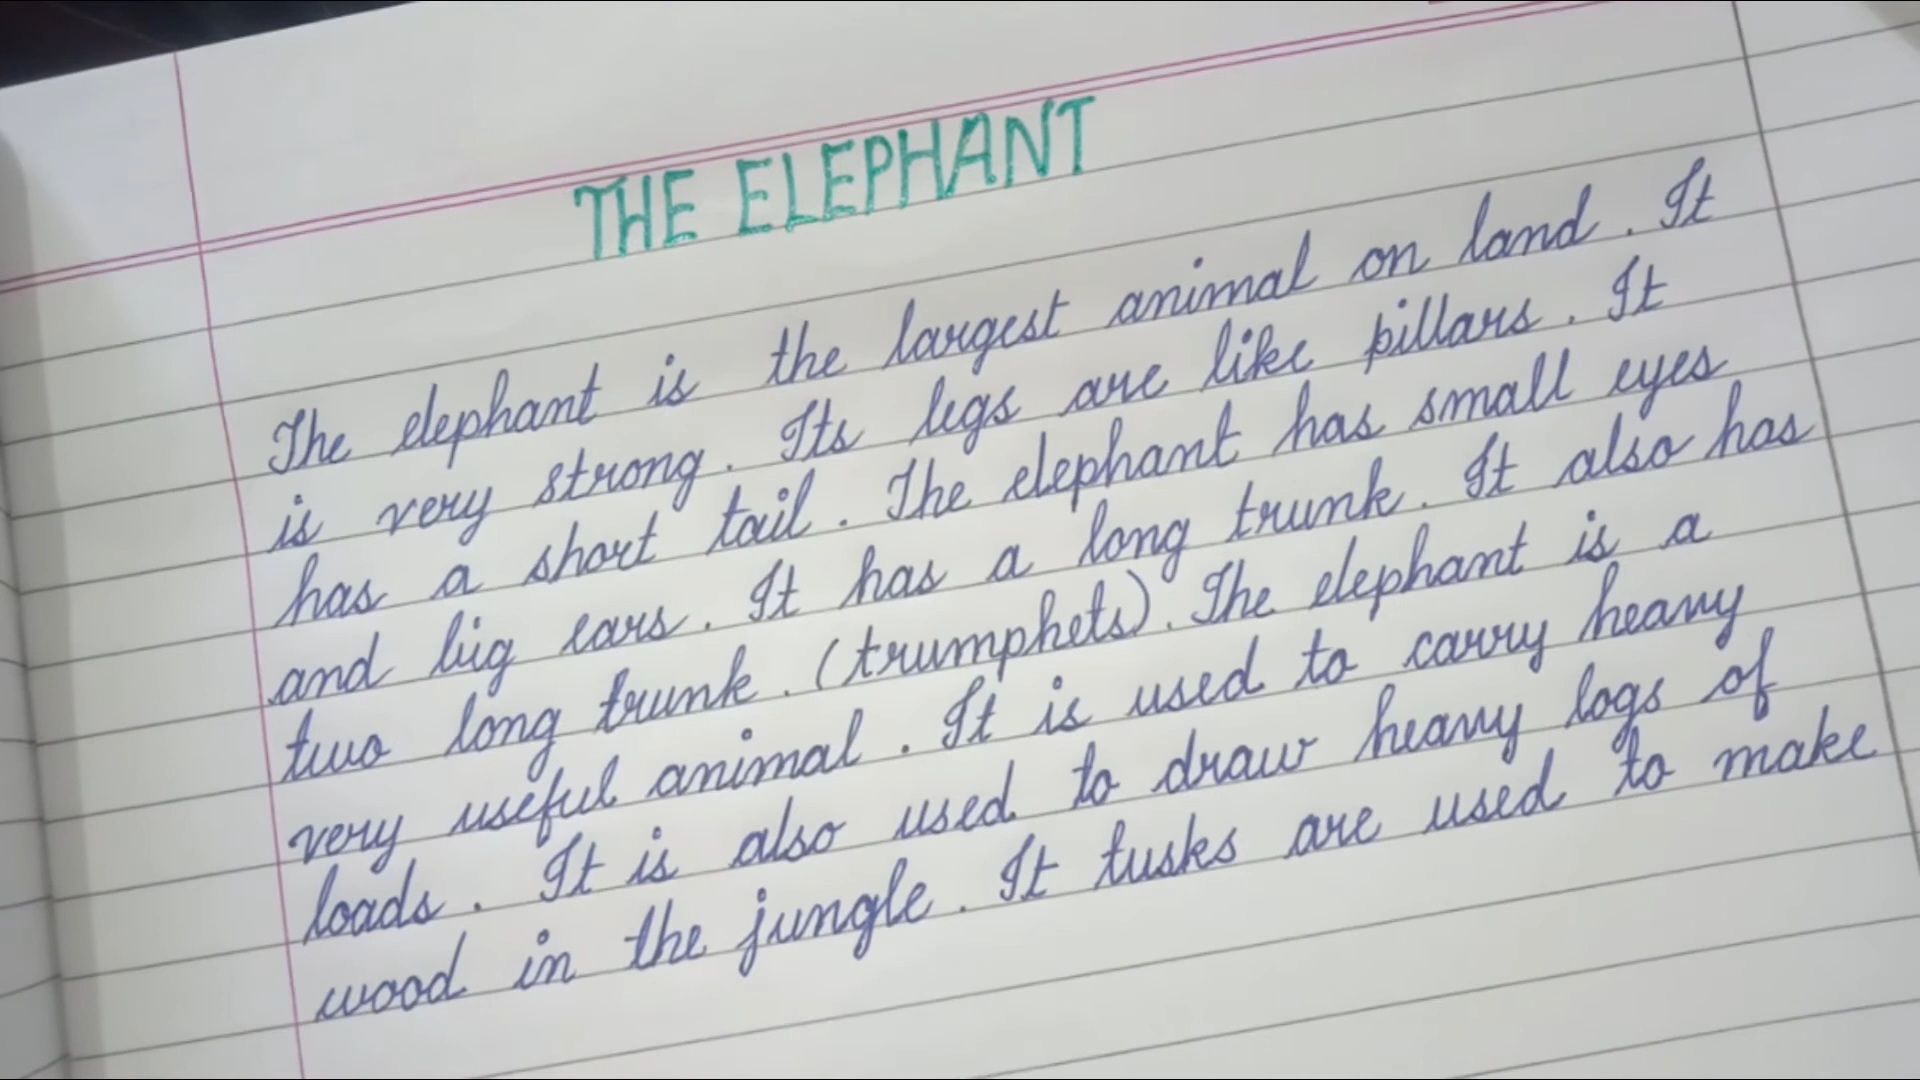 THE ELEPHANT
The elephant is the largest animal on land. It
is very strong. Its legs are like pillars. It
has a short tail. The elephant has small eyes
and big ears. It has a long trunk. It also has
two long trunk. (trumphets). The elephant is a
very useful animal. It is used to carry heavy
loads. It is also used to draw heavy logs of
wood in the jungle. It tusks are used to make